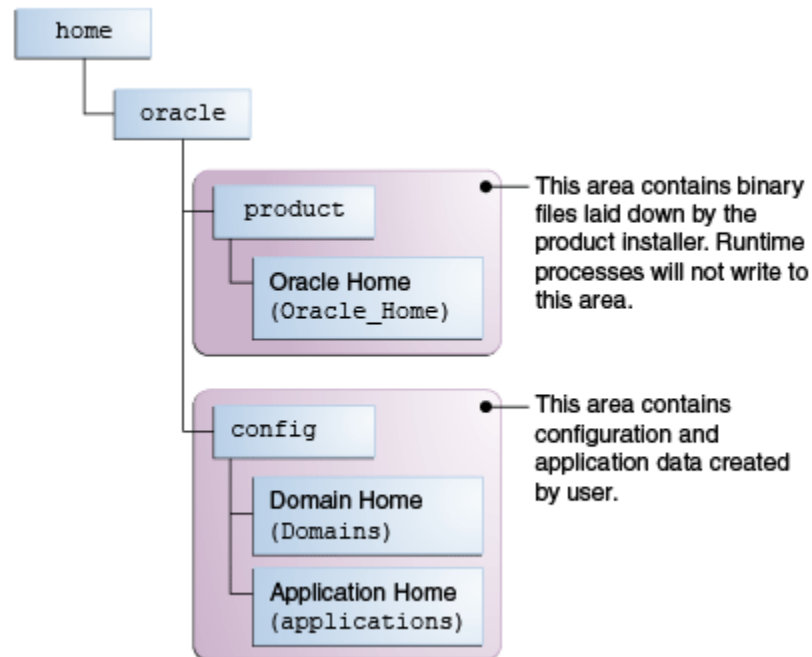 home
oracle
product
Oracle Home
(Oracle_Home)
This area contains binary
files laid down by the
product installer. Runtime
processes will not write to
this area.
config
Domain Home
(Domains)
Application Home
(applications)
This area contains
configuration and
application data created
by user.